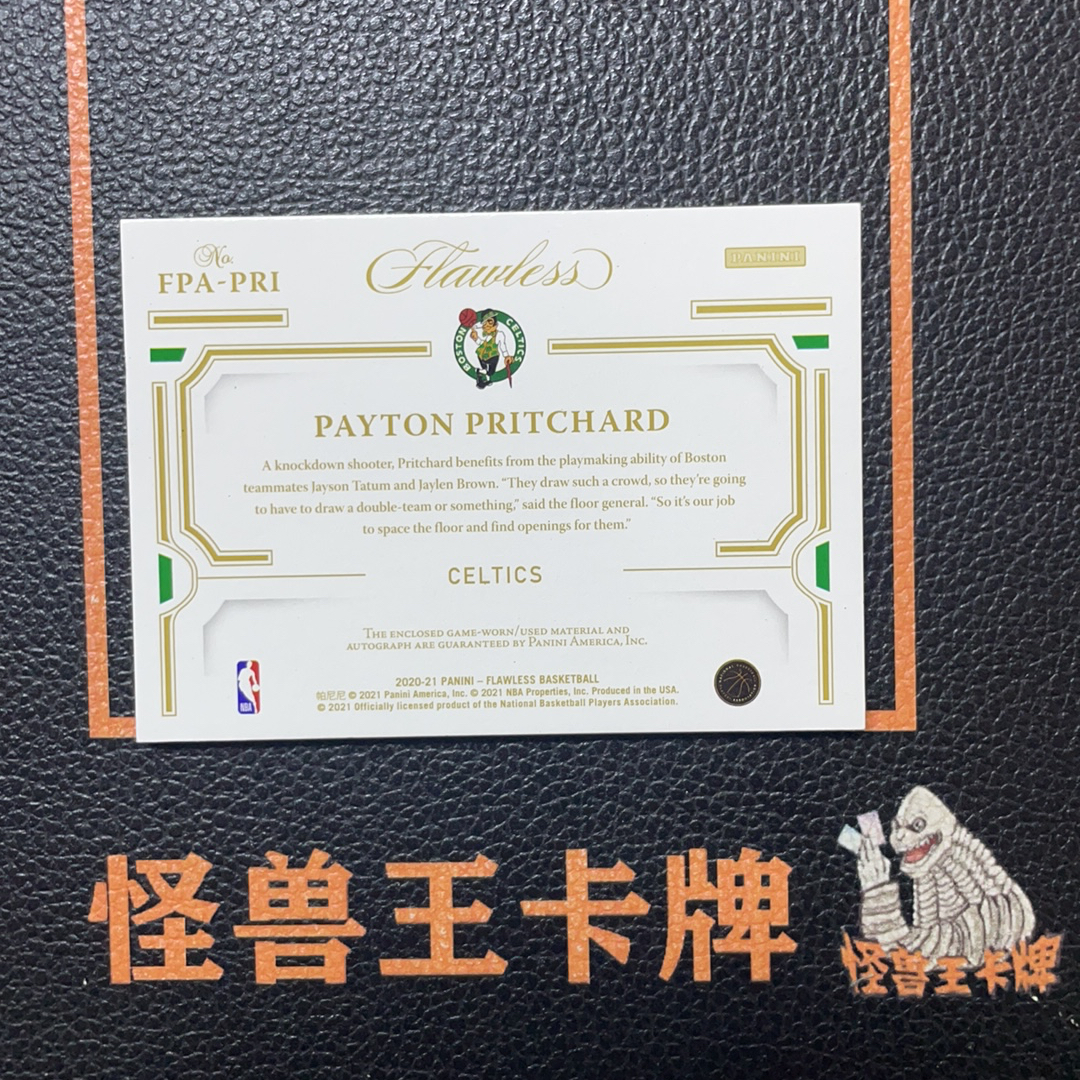 No.
FPA-PRI
Flawless
PANINI
BOSTON CELTICS
PAYTON PRITCHARD
A knockdown shooter, Pritchard benefits from the playmaking ability of Boston
teammates Jayson Tatum and Jaylen Brown. “They draw such a crowd, so they’re going
to have to draw a double-team or something,” said the floor general. “So it’s our job
to space the floor and find openings for them.”
CELTICS
THE ENCLOSED GAME-WORN/USED MATERIAL AND
AUTOGRAPH ARE GUARANTEED BY PANINI AMERICA, INC.
NBA
2020-21 PANINI – FLAWLESS BASKETBALL
帕尼尼 © 2021 Panini America, Inc. © 2021 NBA Properties, Inc. Produced in the USA.
© 2021 Officially licensed product of the National Basketball Players Association.
怪兽王卡牌
怪兽王卡牌